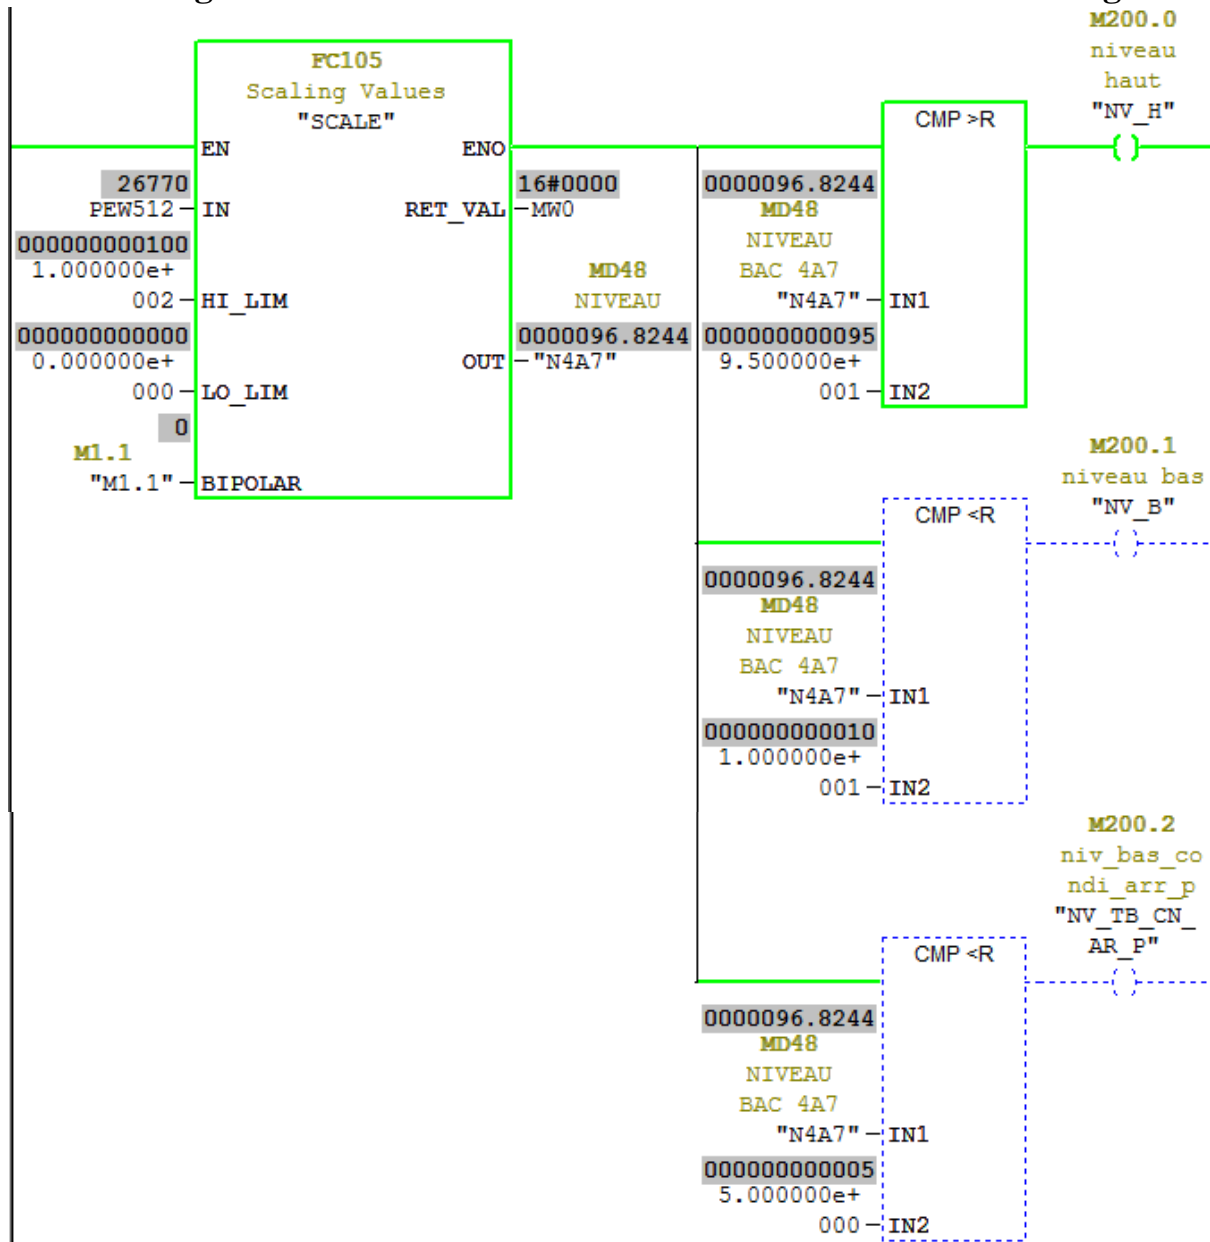 M200.0
niveau
haut
"NV_H"
FC105
Scaling Values
"SCALE"
CMP >R
EN
ENO
26770
16#0000
0000096.8244
PEW512
IN
RET_VAL
MW0
MD48
NIVEAU
BAC 4A7
"N4A7"
IN1
000000000100
1.000000e+
002
HI_LIM
MD48
NIVEAU
000000000000
0.000000e+
000
LO_LIM
0000096.8244
OUT
"N4A7"
000000000095
9.500000e+
001
IN2
0
M1.1
"M1.1"
BIPOLAR
M200.1
niveau bas
"NV_B"
CMP <R
0000096.8244
MD48
NIVEAU
BAC 4A7
"N4A7"
IN1
000000000010
1.000000e+
001
IN2
M200.2
niv_bas_co
ndi_arr_p
"NV_TB_CN_
AR_P"
CMP <R
0000096.8244
MD48
NIVEAU
BAC 4A7
"N4A7"
IN1
000000000005
5.000000e+
000
IN2